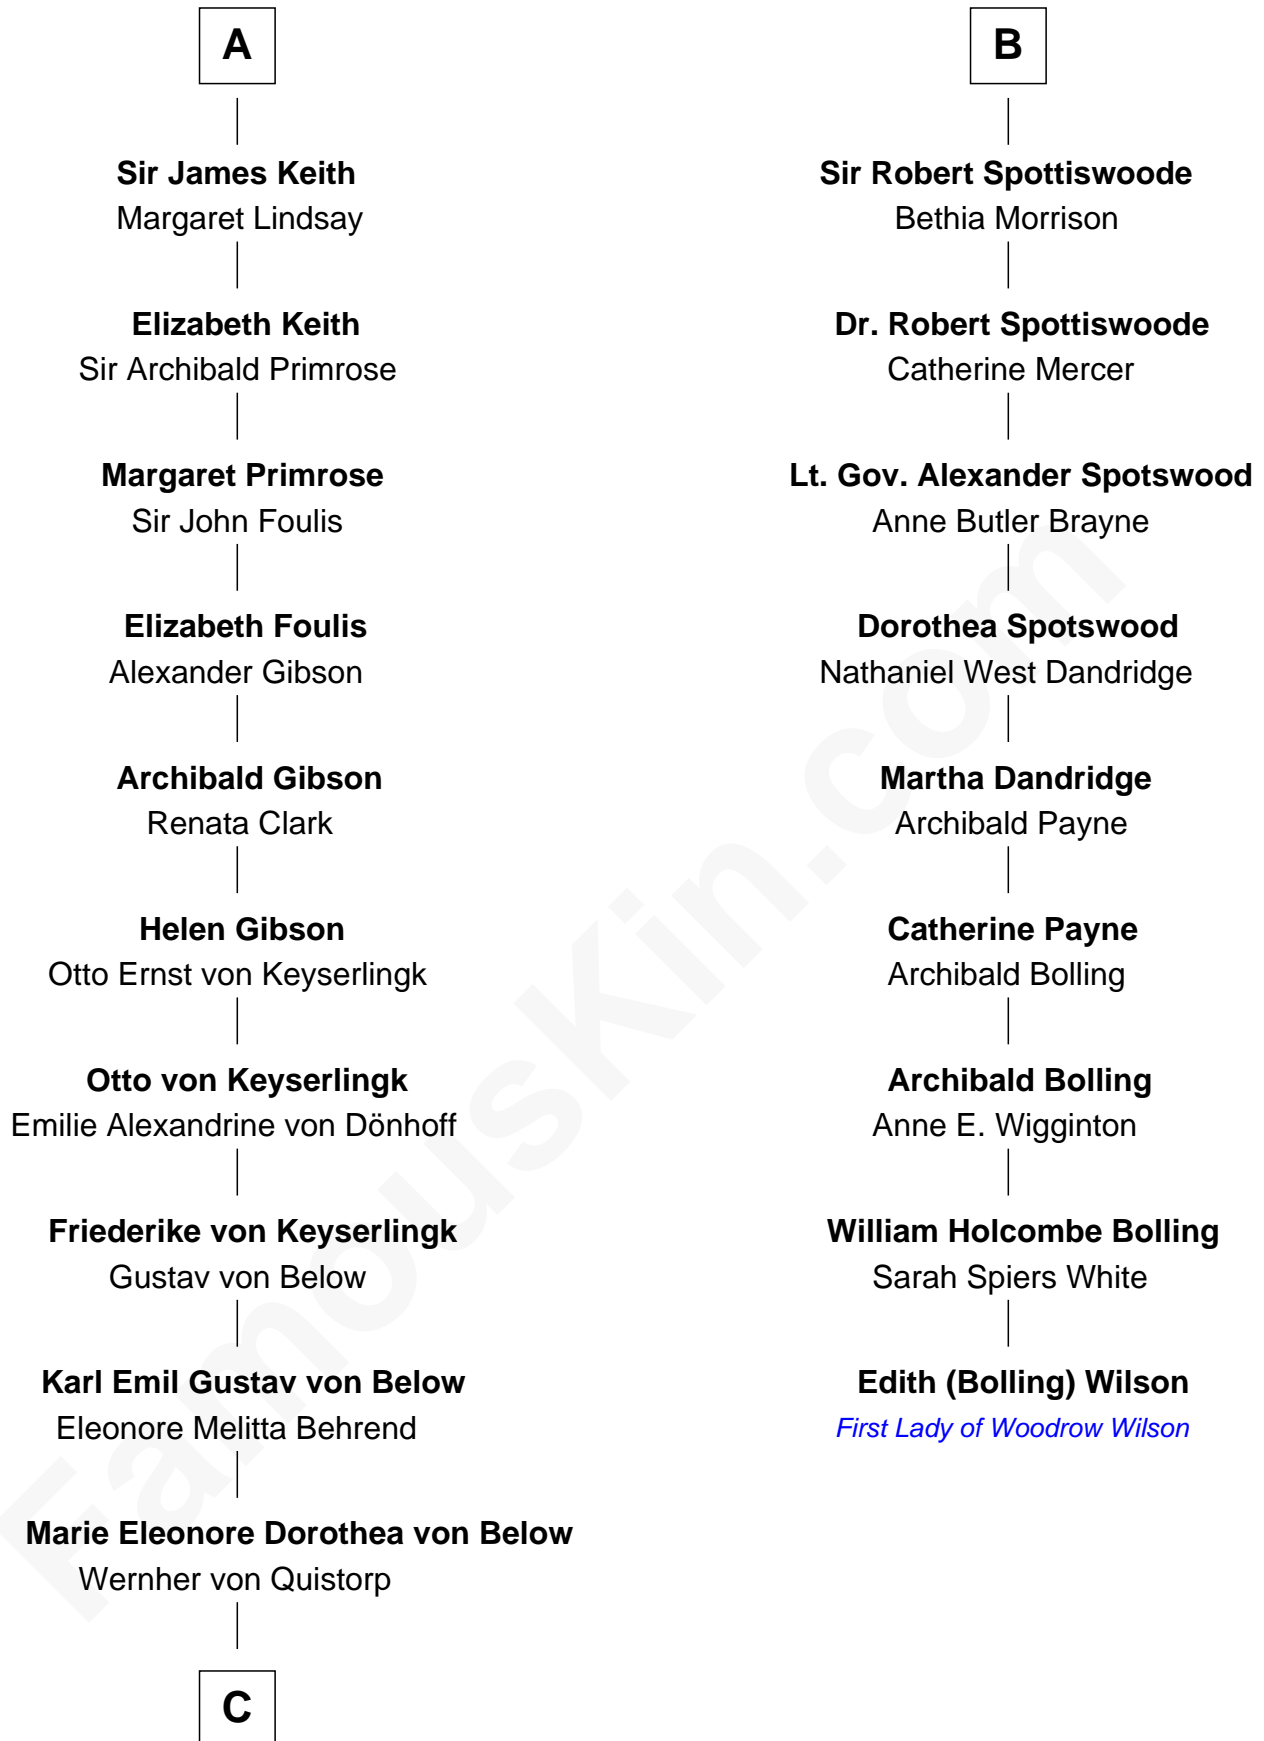 A
Sir James Keith
Margaret Lindsay
Elizabeth Keith
Sir Archibald Primrose
Margaret Primrose
Sir John Foulis
Elizabeth Foulis
Alexander Gibson
Archibald Gibson
Renata Clark
Helen Gibson
Otto Ernst von Keyserlingk
Otto von Keyserlingk
Emilie Alexandrine von Dönhoff
Friederike von Keyserlingk
Gustav von Below
Karl Emil Gustav von Below
Eleonore Melitta Behrend
Marie Eleonore Dorothea von Below
Wernher von Quistorp
C
B
Sir Robert Spottiswoode
Bethia Morrison
Dr. Robert Spottiswoode
Catherine Mercer
Lt. Gov. Alexander Spotswood
Anne Butler Brayne
Dorothea Spotswood
Nathaniel West Dandridge
Martha Dandridge
Archibald Payne
Catherine Payne
Archibald Bolling
Archibald Bolling
Anne E. Wigginton
William Holcombe Bolling
Sarah Spiers White
Edith (Bolling) Wilson
First Lady of Woodrow Wilson
FamousKin.com